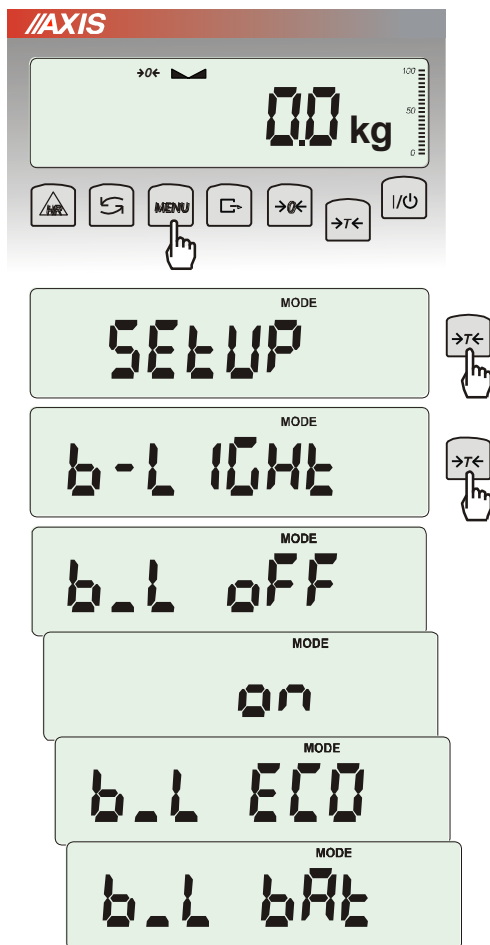 //AXIS
→0←
100
50
0
0.0 kg
HR MENU →0← →T← I/⏻
MODE
SEtUP
→T←
MODE
b-LIGHt
→T←
MODE
b_L oFF
MODE
on
MODE
b_L ECO
MODE
b_L bAt